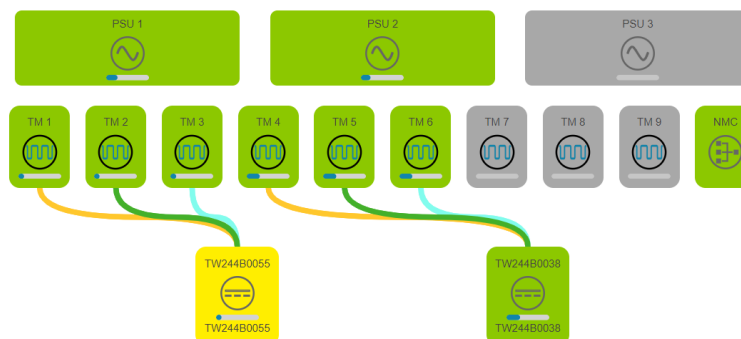 PSU 1
PSU 2
PSU 3
TM 1
TM 2
TM 3
TM 4
TM 5
TM 6
TM 7
TM 8
TM 9
NMC
TW244B0055
TW244B0038
TW244B0055
TW244B0038